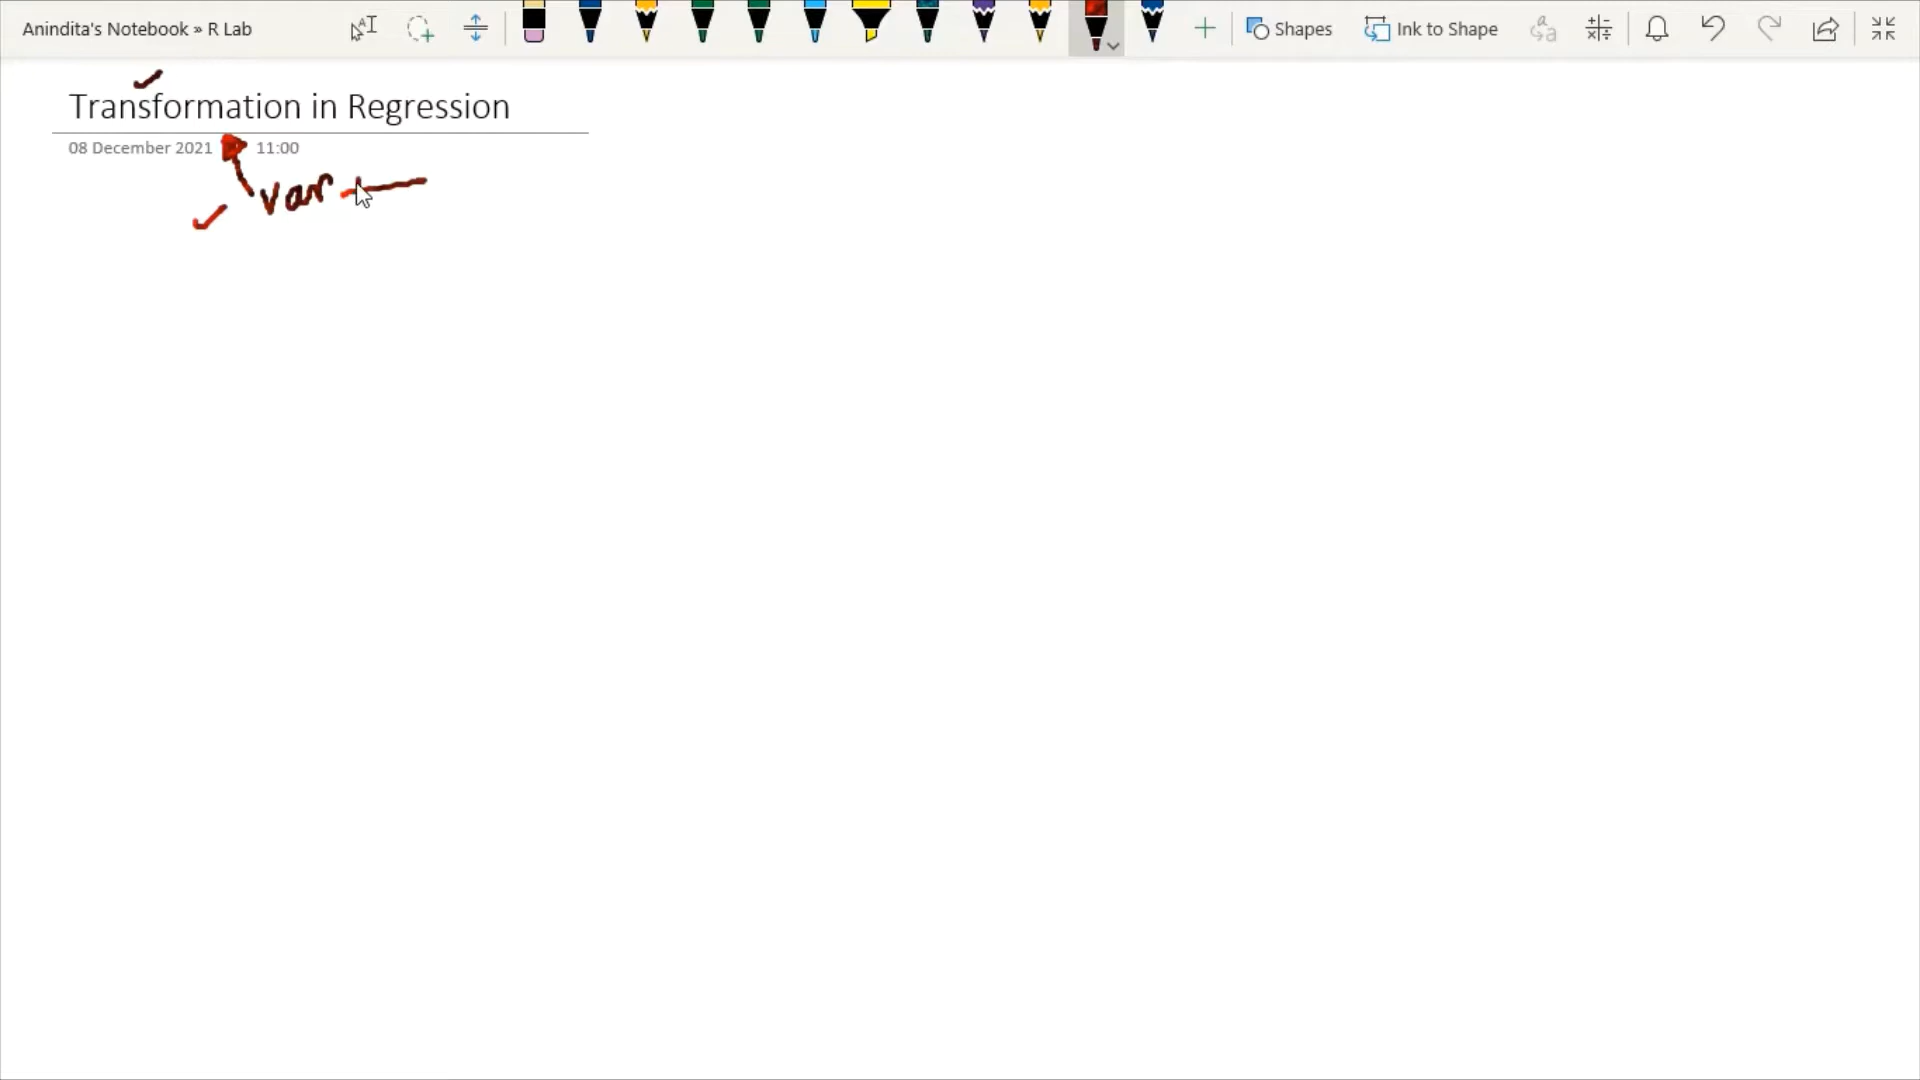 Anindita's Notebook » R Lab
Shapes
Ink to Shape
Transformation in Regression
08 December 2021 11:00
var